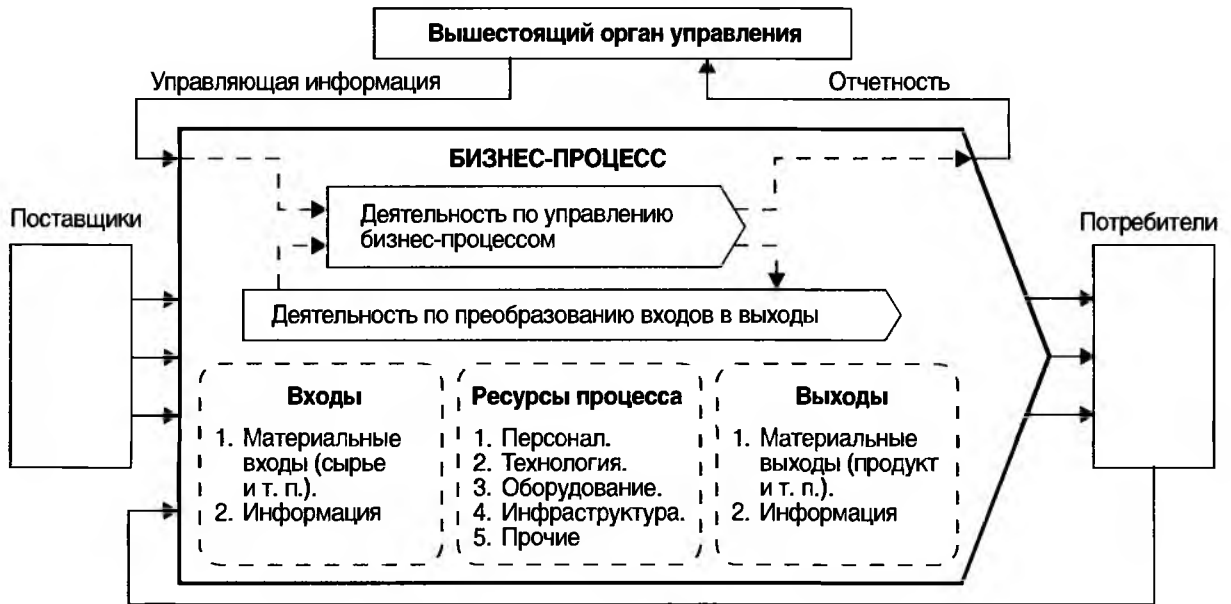 Вышестоящий орган управления
Управляющая информация
Отчетность
БИЗНЕС-ПРОЦЕСС
Поставщики
Деятельность по управлению
бизнес-процессом
Потребители
Деятельность по преобразованию входов в выходы
Входы
1. Материальные
входы (сырье
и т. п.).
2. Информация
Ресурсы процесса
1. Персонал.
2. Технология.
3. Оборудование.
4. Инфраструктура.
5. Прочие
Выходы
1. Материальные
выходы (продукт
и т. п.).
2. Информация